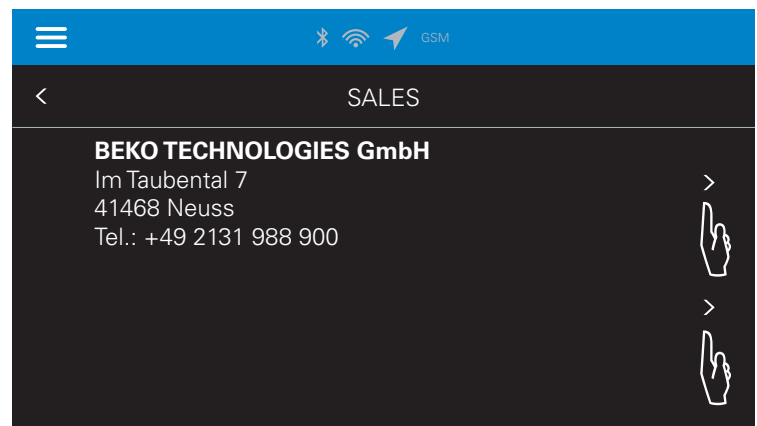 GSM
SALES
BEKO TECHNOLOGIES GmbH
Im Taubental 7
41468 Neuss
Tel.: +49 2131 988 900